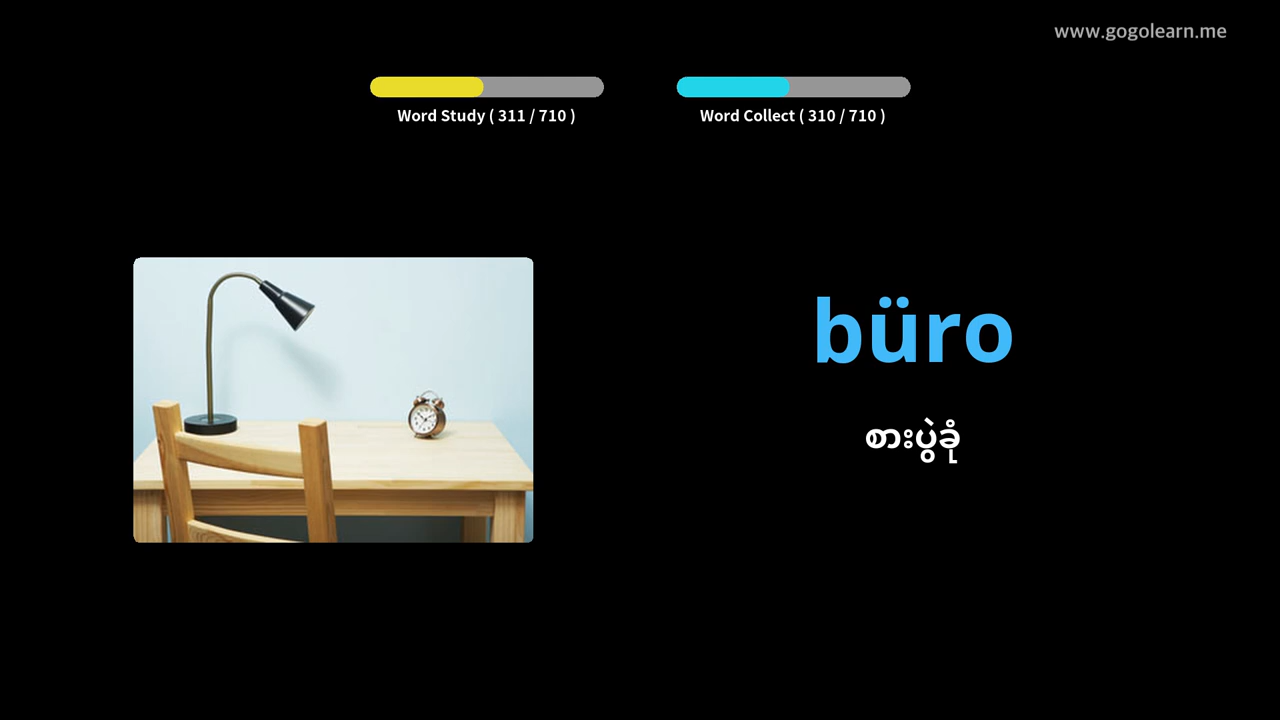 www.gogolearn.me
Word Study ( 311 / 710 )
Word Collect ( 310 / 710 )
büro
စားပွဲခုံ